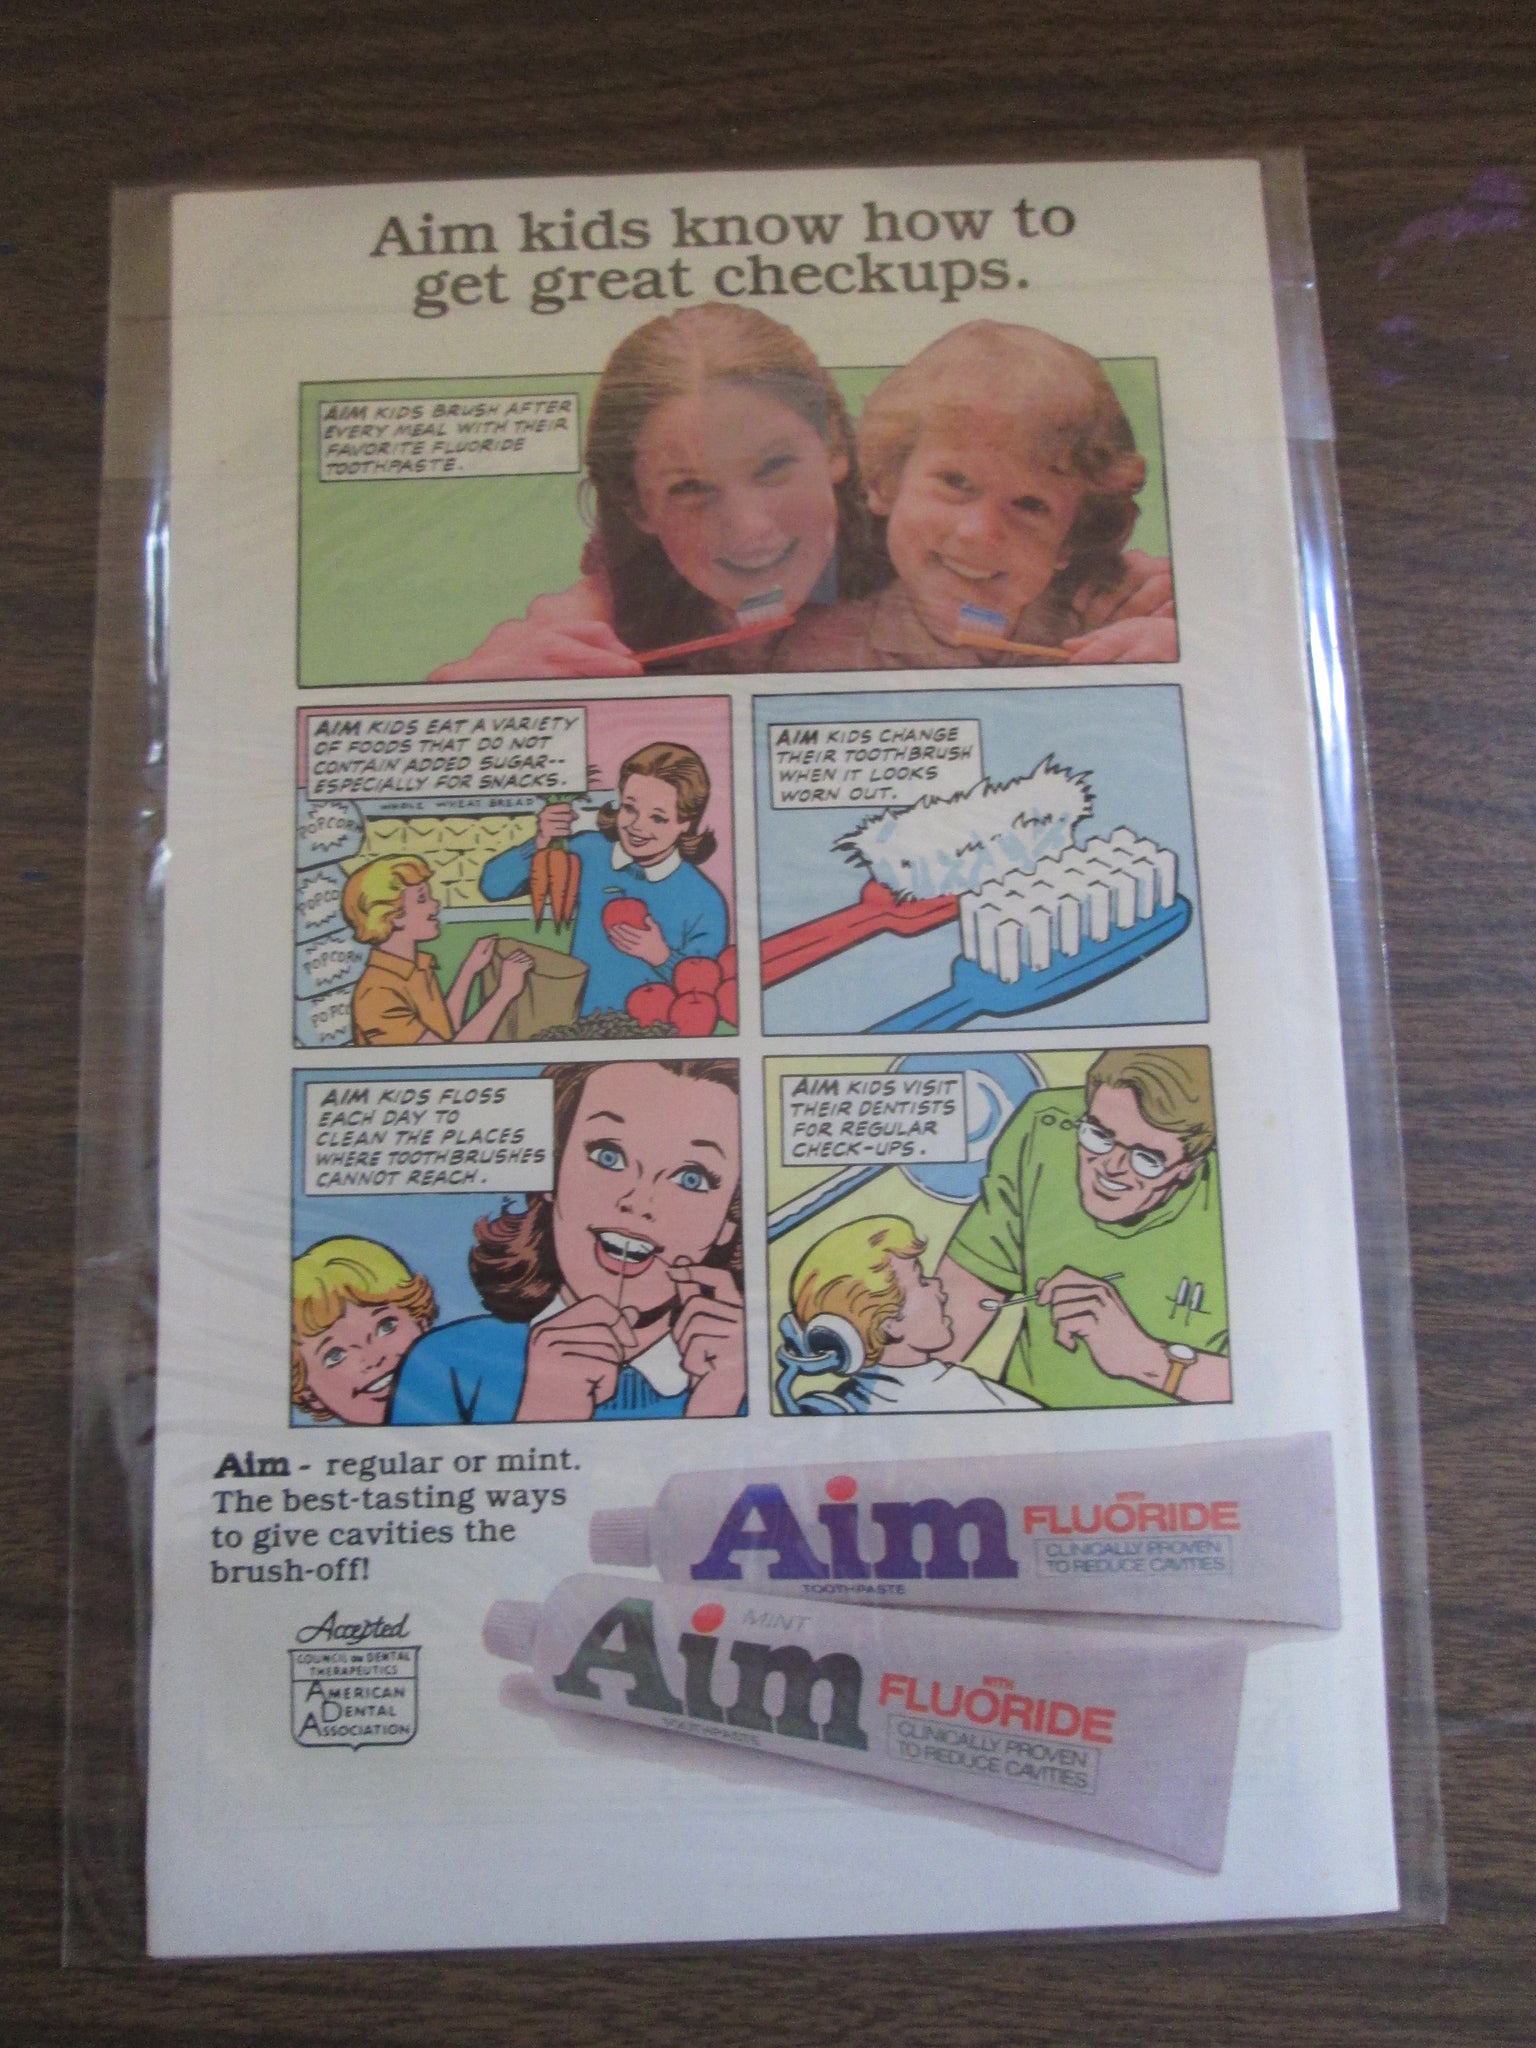 Aim kids know how to
get great checkups.
AIM KIDS BRUSH AFTER
EVERY MEAL WITH THEIR
FAVORITE FLUORIDE
TOOTHPASTE.
AIM KIDS EAT A VARIETY
OF FOODS THAT DO NOT
CONTAIN ADDED SUGAR--
ESPECIALLY FOR SNACKS.
WHOLE WHEAT BREAD
POPCORN
POPCO
POPCORN
POPCO
AIM KIDS CHANGE
THEIR TOOTHBRUSH
WHEN IT LOOKS
WORN OUT.
AIM KIDS FLOSS
EACH DAY TO
CLEAN THE PLACES
WHERE TOOTHBRUSHES
CANNOT REACH.
AIM KIDS VISIT
THEIR DENTISTS
FOR REGULAR
CHECK-UPS.
Aim - regular or mint.
The best-tasting ways
to give cavities the
brush-off!
Accepted
COUNCIL ON DENTAL
THERAPEUTICS
AMERICAN
DENTAL
ASSOCIATION
Aim
TOOTHPASTE
WITH
FLUORIDE
CLINICALLY PROVEN
TO REDUCE CAVITIES
MINT
Aim
TOOTHPASTE
WITH
FLUORIDE
CLINICALLY PROVEN
TO REDUCE CAVITIES